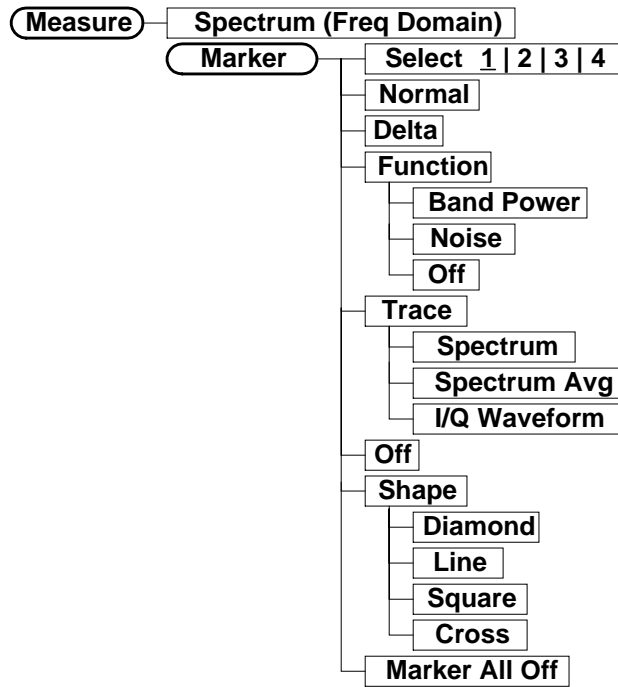 Measure Spectrum (Freq Domain)
Marker Select 1 | 2 | 3 | 4
Normal
Delta
Function
Band Power
Noise
Off
Trace
Spectrum
Spectrum Avg
I/Q Waveform
Off
Shape
Diamond
Line
Square
Cross
Marker All Off